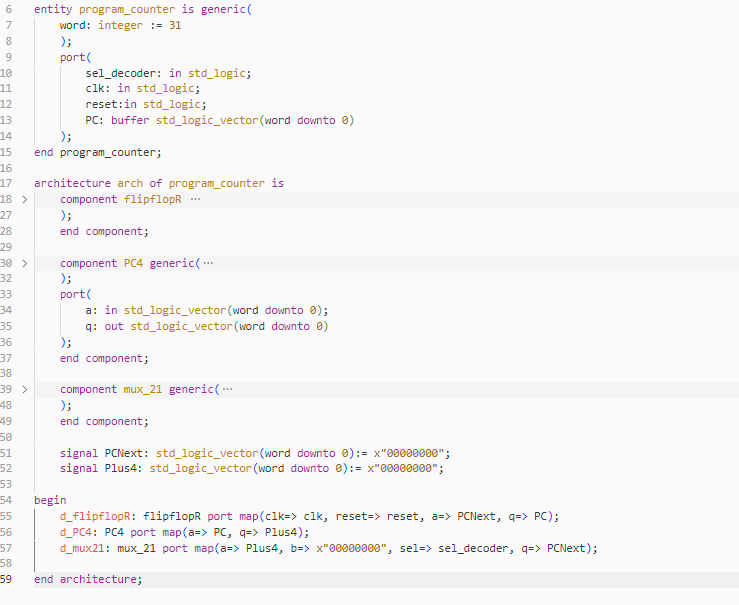 6 entity program_counter is generic(
7 word: integer := 31
8 );
9 port(
10 sel_decoder: in std_logic;
11 clk: in std_logic;
12 reset:in std_logic;
13 PC: buffer std_logic_vector(word downto 0)
14 );
15 end program_counter;
16
17 architecture arch of program_counter is
18 > component flipflopR ···
27 );
28 end component;
29
30 > component PC4 generic(···
32 );
33 port(
34 a: in std_logic_vector(word downto 0);
35 q: out std_logic_vector(word downto 0)
36 );
37 end component;
38
39 > component mux_21 generic(···
48 );
49 end component;
50
51 signal PCNext: std_logic_vector(word downto 0):= x"00000000";
52 signal Plus4: std_logic_vector(word downto 0):= x"00000000";
53
54 begin
55 d_flipflopR: flipflopR port map(clk=> clk, reset=> reset, a=> PCNext, q=> PC);
56 d_PC4: PC4 port map(a=> PC, q=> Plus4);
57 d_mux21: mux_21 port map(a=> Plus4, b=> x"00000000", sel=> sel_decoder, q=> PCNext);
58
59 end architecture;